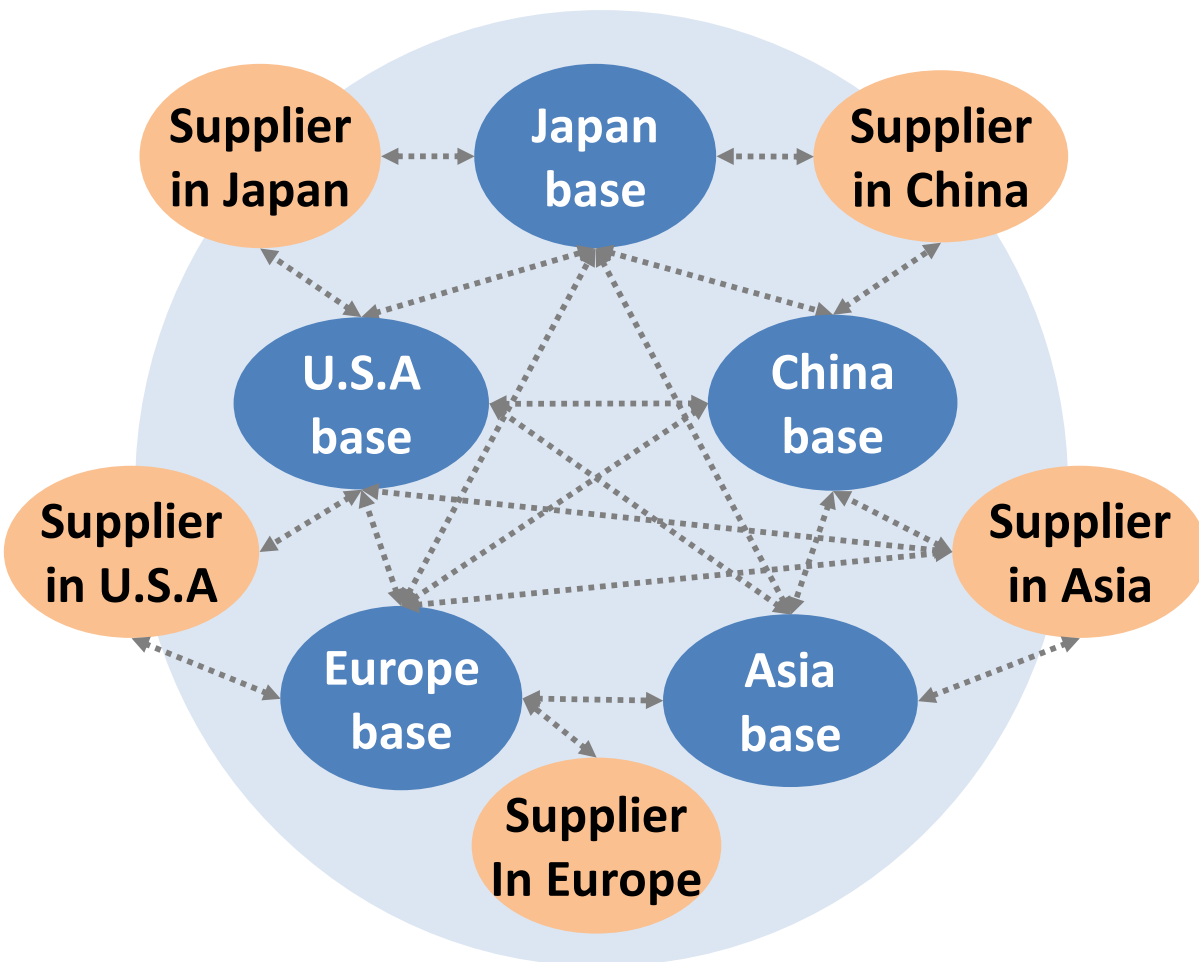 Supplier
in Japan
Japan
base
Supplier
in China
U.S.A
base
China
base
Supplier
in U.S.A
Supplier
in Asia
Europe
base
Asia
base
Supplier
In Europe